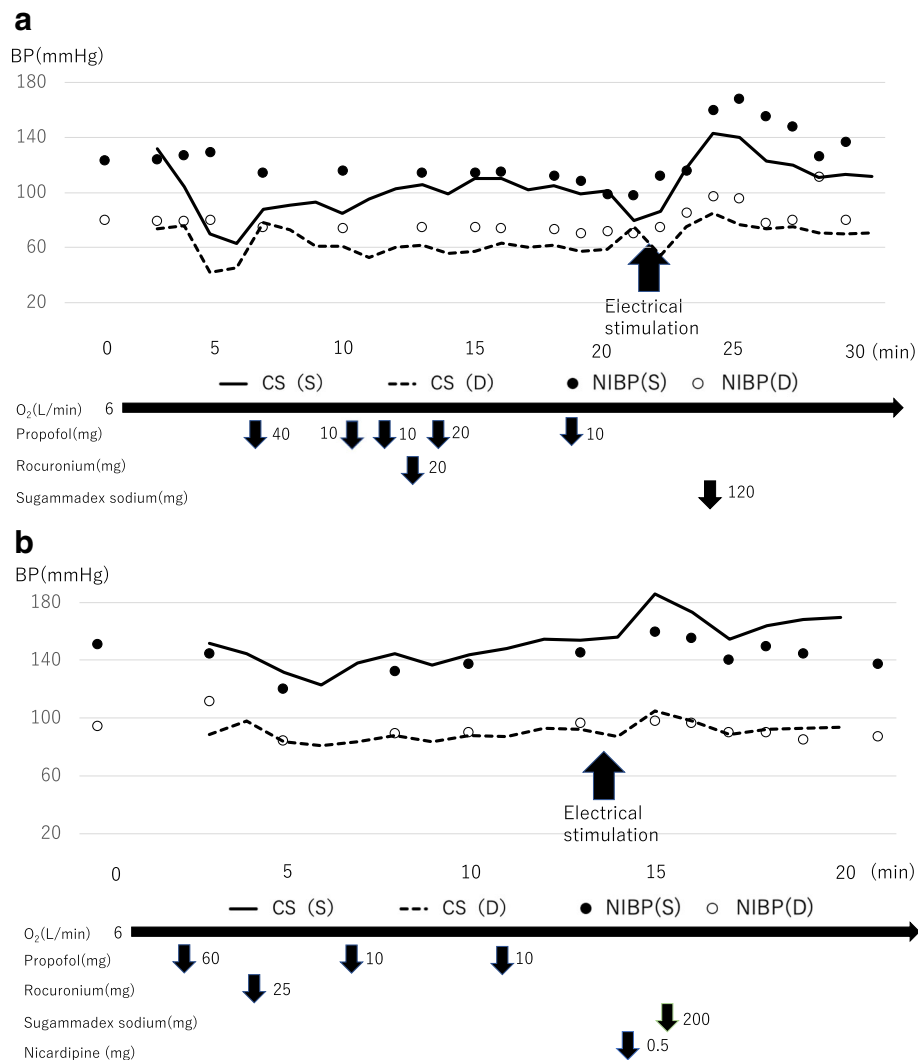 a
BP(mmHg)
180
140
100
60
20
Electrical
stimulation
0 5 10 15 20 25 30 (min)
CS (S) CS (D) NIBP(S) NIBP(D)
O₂(L/min) 6
Propofol(mg) 40 10 10 20 10
Rocuronium(mg) 20
Sugammadex sodium(mg) 120
b
BP(mmHg)
180
140
100
60
20
Electrical
stimulation
0 5 10 15 20 (min)
CS (S) CS (D) NIBP(S) NIBP(D)
O₂(L/min) 6
Propofol(mg) 60 10 10
Rocuronium(mg) 25
Sugammadex sodium(mg) 200
Nicardipine (mg) 0.5